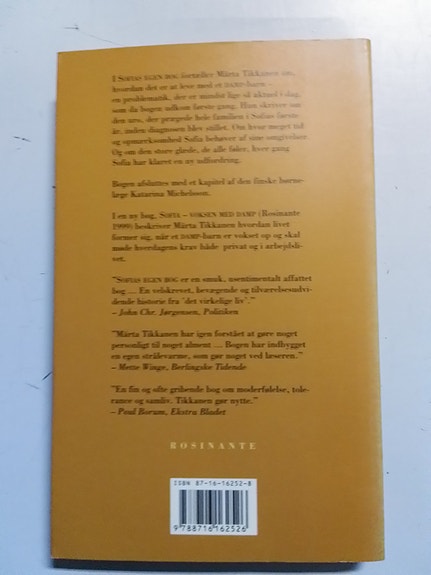 I SOFIAS EGEN BOG fortæller Märta Tikkanen om,
hvordan det er at leve med et DAMP-barn –
en problematik, der er mindst lige så aktuel i dag,
som da bogen udkom første gang. Hun skriver om
den uro, der prægede hele familien i Sofias første
år, inden diagnosen blev stillet. Om hvor meget tid
og opmærksomhed Sofia behøver af sine omgivelser.
Og om den store glæde, de alle føler, hver gang
Sofia har klaret en ny udfordring.
Bogen afsluttes med et kapitel af den finske børne-
læge Katarina Michelsson.
I en ny bog, SOFIA – VOKSEN MED DAMP (Rosinante
1999) beskriver Märta Tikkanen hvordan livet
former sig, når et DAMP-barn er vokset op og skal
møde hverdagens krav både privat og i arbejdsli-
vet.
"SOFIAS EGEN BOG er en smuk, usentimentalt affattet
bog ... En velskrevet, bevægende og tilværelsesudvi-
dende historie fra 'det virkelige liv'."
– John Chr. Jørgensen, Politiken
"Märta Tikkanen har igen forstået at gøre noget
personligt til noget alment ... Bogen har indbygget
en egen strålevarme, som gør noget ved læseren."
– Mette Winge, Berlingske Tidende
"En fin og ofte gribende bog om moderfølelse, tole-
rance og samliv. Tikkanen gør nytte."
– Poul Borum, Ekstra Bladet
ROSINANTE
ISBN 87-16-16252-8
9 788716 162526